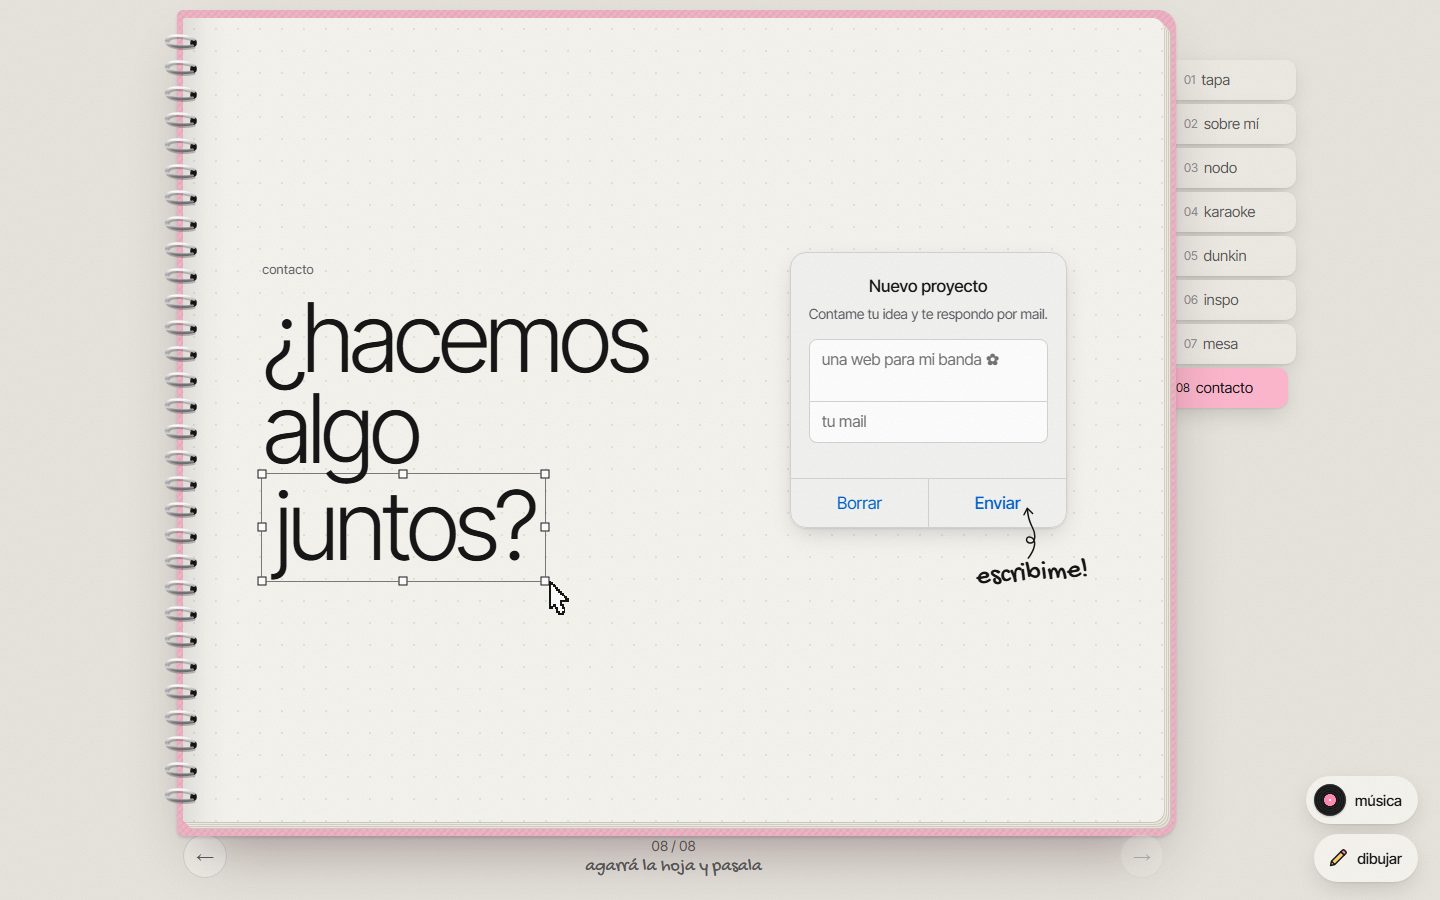 contacto
¿hacemos
algo
juntos?
Nuevo proyecto
Contame tu idea y te respondo por mail.
una web para mi banda ✿
tu mail
Borrar
Enviar
escribime!
01 tapa
02 sobre mí
03 nodo
04 karaoke
05 dunkin
06 inspo
07 mesa
08 contacto
música
dibujar
←
08 / 08
→
agarrá la hoja y pasala